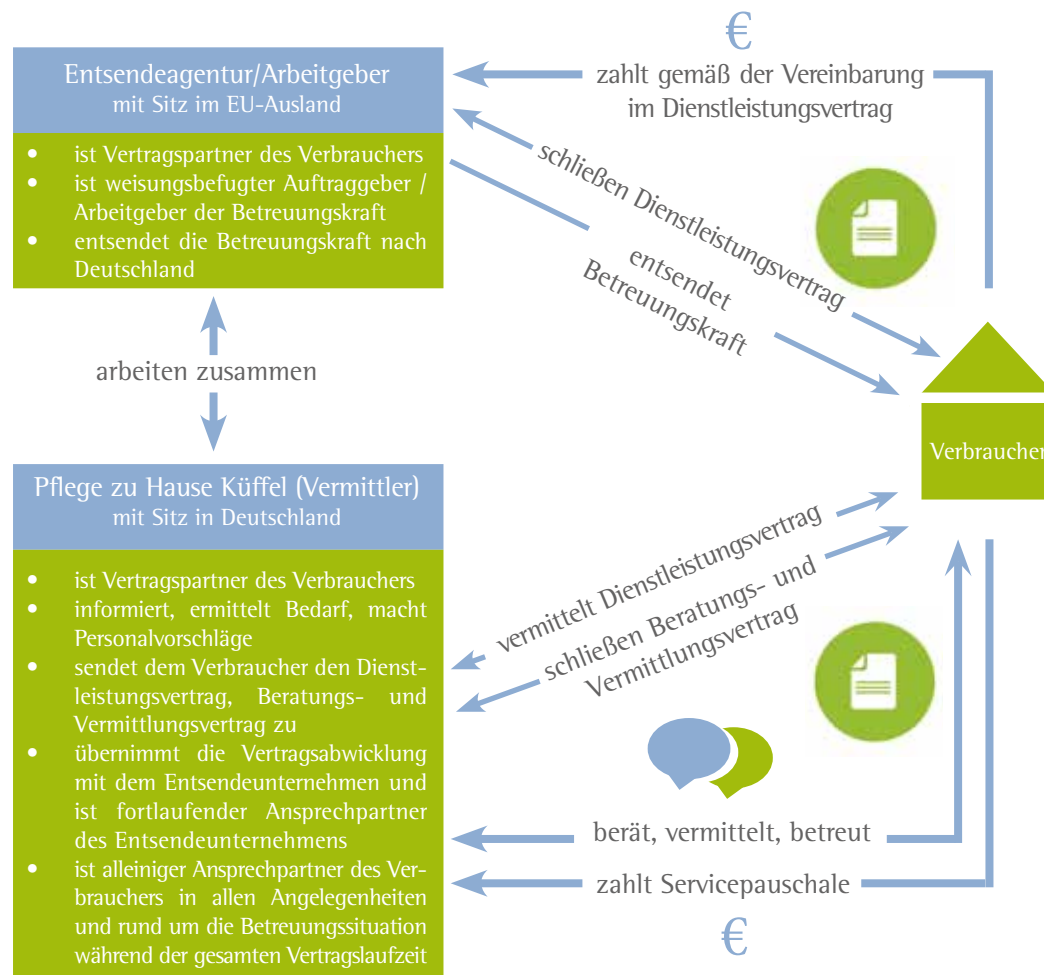 €
Entsendeagentur/Arbeitgeber
mit Sitz im EU-Ausland
• ist Vertragspartner des Verbrauchers
• ist weisungsbefugter Auftraggeber /
Arbeitgeber der Betreuungskraft
• entsendet die Betreuungskraft nach
Deutschland
zahlt gemäß der Vereinbarung
im Dienstleistungsvertrag
schließen Dienstleistungsvertrag
entsendet
Betreuungskraft
arbeiten zusammen
Verbraucher
Pflege zu Hause Küffel (Vermittler)
mit Sitz in Deutschland
• ist Vertragspartner des Verbrauchers
• informiert, ermittelt Bedarf, macht
Personalvorschläge
• sendet dem Verbraucher den Dienst-
leistungsvertrag, Beratungs- und
Vermittlungsvertrag zu
• übernimmt die Vertragsabwicklung
mit dem Entsendeunternehmen und
ist fortlaufender Ansprechpartner
des Entsendeunternehmens
• ist alleiniger Ansprechpartner des Ver-
brauchers in allen Angelegenheiten
und rund um die Betreuungssituation
während der gesamten Vertragslaufzeit
vermittelt Dienstleistungsvertrag
schließen Beratungs- und
Vermittlungsvertrag
berät, vermittelt, betreut
zahlt Servicepauschale
€